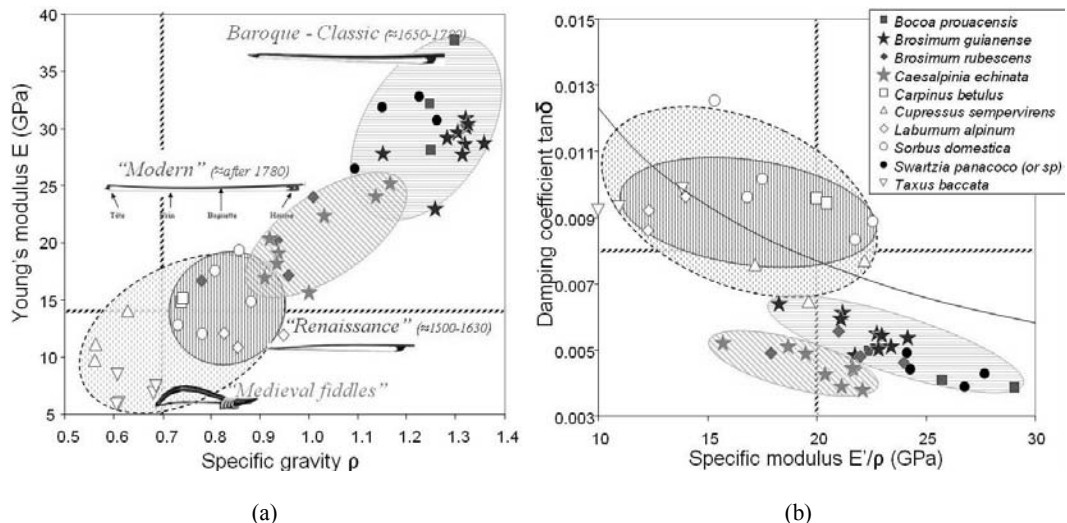 Young's modulus E (GPa)
40
35
30
25
20
15
10
5
0.5 0.6 0.7 0.8 0.9 1.0 1.1 1.2 1.3 1.4
Specific gravity ρ
Baroque - Classic (≈1650-1780)
"Modern" (≈after 1780)
Tête
Baguette
Hausse
"Renaissance" (≈1500-1630)
"Medieval fiddles"
(a)
Damping coefficient tanδ
0.015
0.013
0.011
0.009
0.007
0.005
0.003
10 15 20 25 30
Specific modulus E'/ρ (GPa)
Bocoa prouacensis
Brosimum guianense
Brosimum rubescens
Caesalpinia echinata
Carpinus betulus
Cupressus sempervirens
Laburnum alpinum
Sorbus domestica
Swartzia panacoco (or sp)
Taxus baccata
(b)